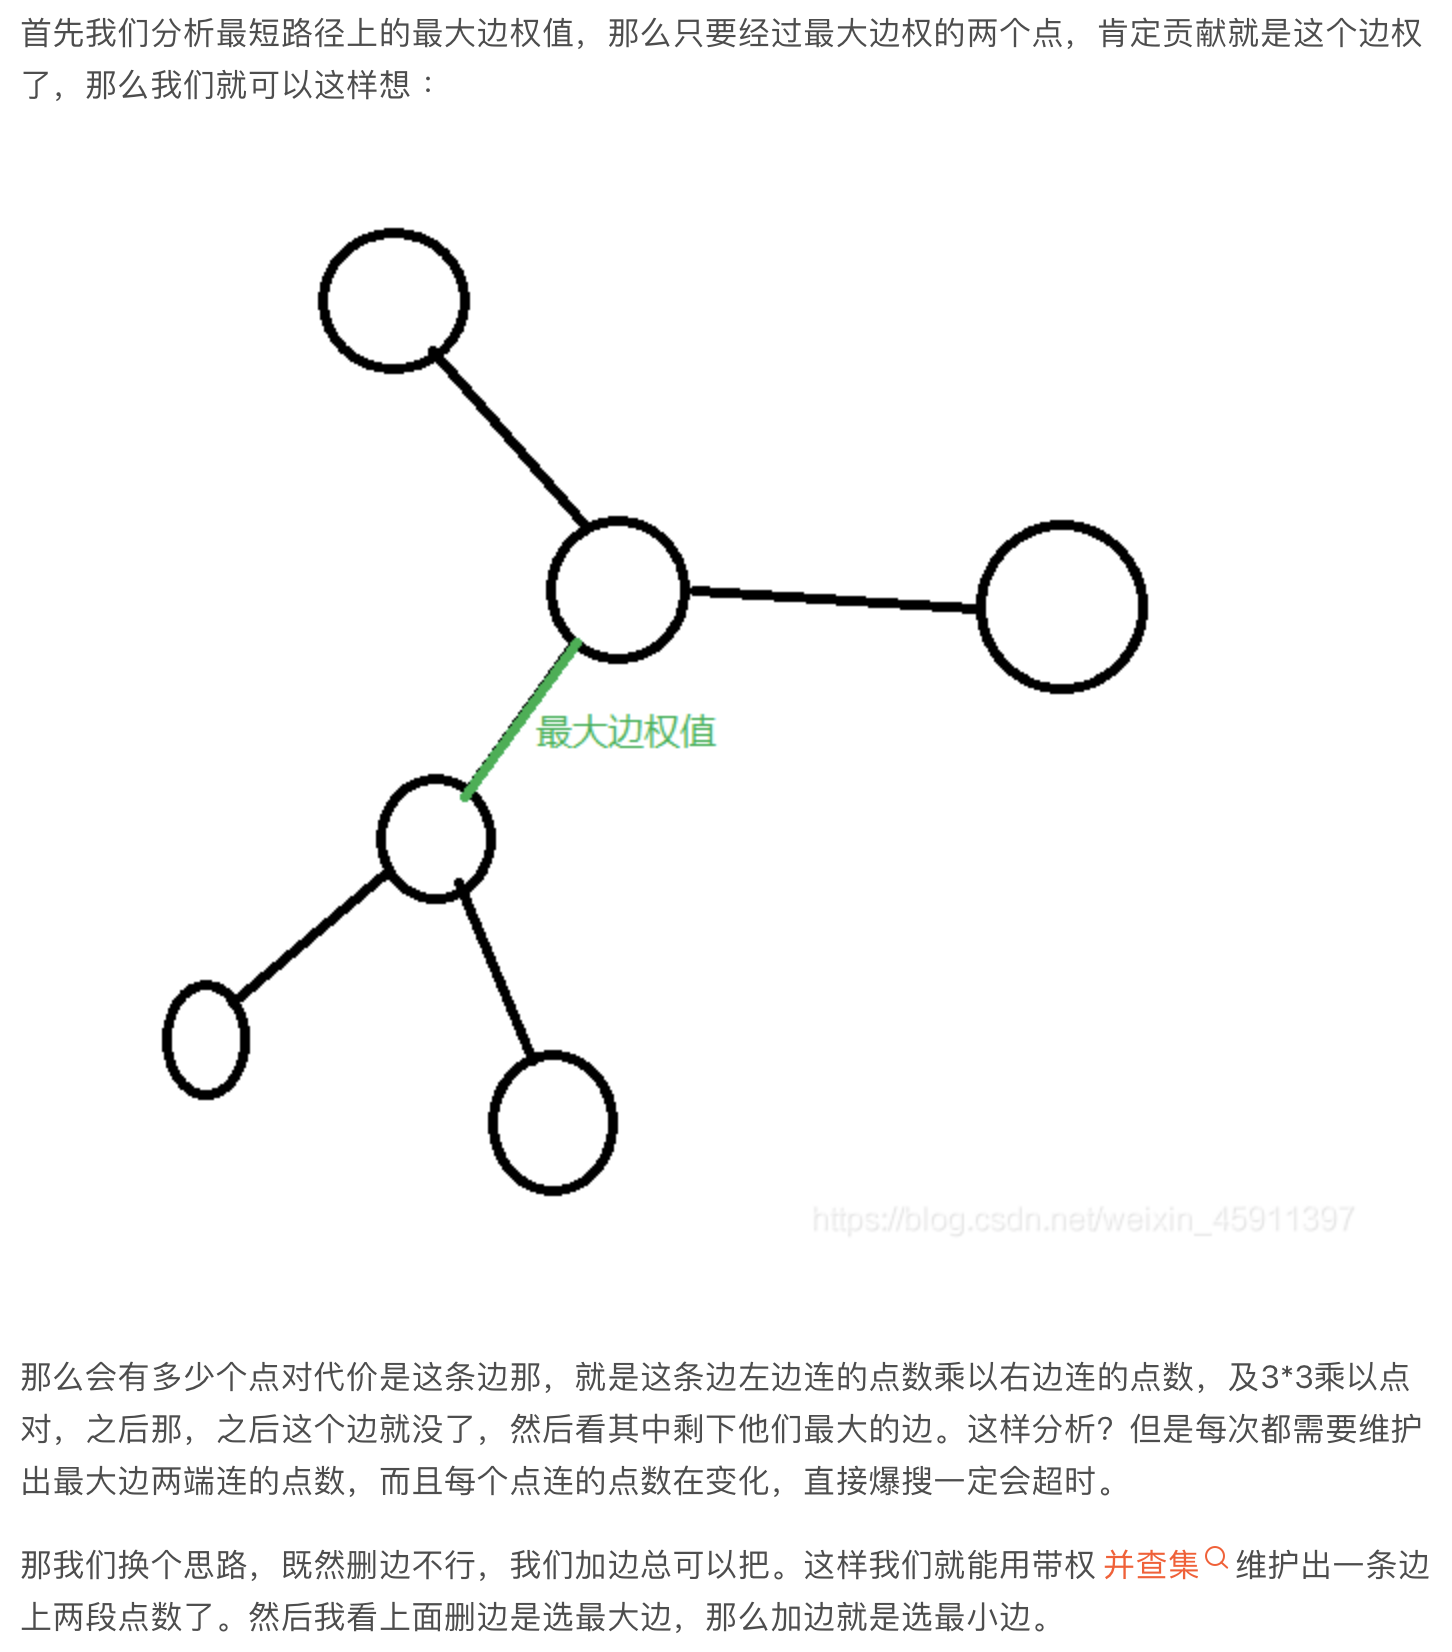 首先我们分析最短路径上的最大边权值，那么只要经过最大边权的两个点，肯定贡献就是这个边权
了，那么我们就可以这样想：
最大边权值
https://blog.csdn.net/weixin_45911397
那么会有多少个点对代价是这条边那，就是这条边左边连的点数乘以右边连的点数，及3*3乘以点
对，之后那，之后这个边就没了，然后看其中剩下他们最大的边。这样分析？但是每次都需要维护
出最大边两端连的点数，而且每个点连的点数在变化，直接爆搜一定会超时。
那我们换个思路，既然删边不行，我们加边总可以把。这样我们就能用带权 并查集 维护出一条边
上两段点数了。然后我看上面删边是选最大边，那么加边就是选最小边。